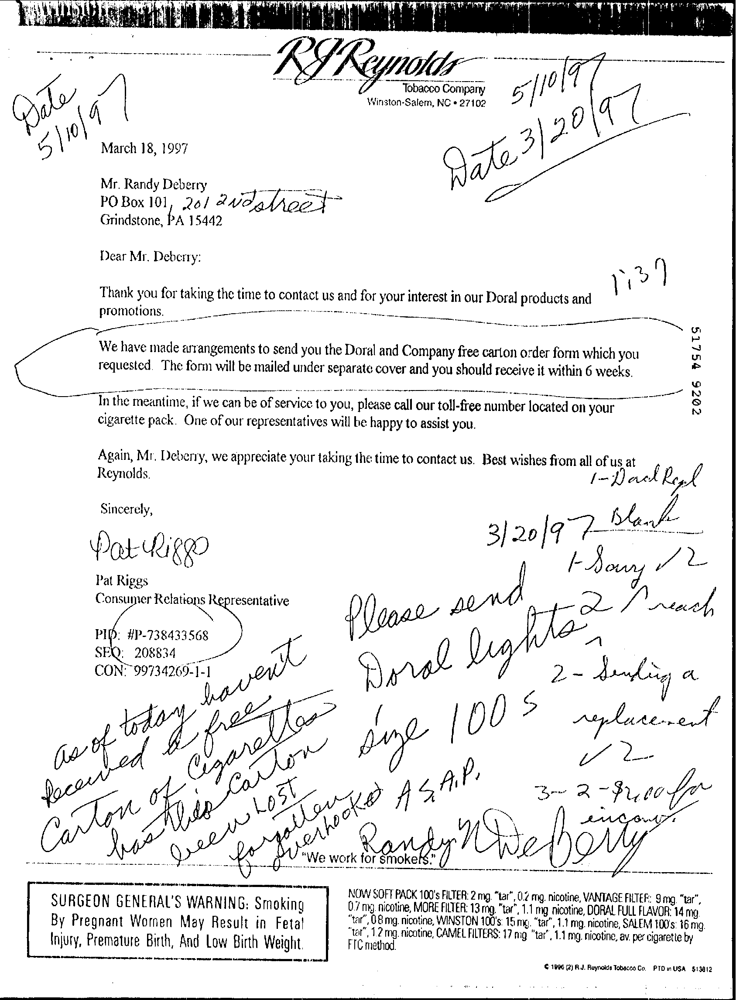 RJReynolds
Tobacco Company
Winston-Salem, NC • 27102
Date
5/10/97
5/10/97
Date 3/20/97
March 18, 1997
Mr. Randy Deberry
PO Box 101, 201 2nd street
Grindstone, PA 15442
Dear Mr. Deberry:
1:37
Thank you for taking the time to contact us and for your interest in our Doral products and
promotions.
We have made arrangements to send you the Doral and Company free carton order form which you
requested. The form will be mailed under separate cover and you should receive it within 6 weeks.
51754 9202
In the meantime, if we can be of service to you, please call our toll-free number located on your
cigarette pack. One of our representatives will be happy to assist you.
Again, Mr. Deberry, we appreciate your taking the time to contact us. Best wishes from all of us at
Reynolds.
Sincerely,
Pat Riggs
Pat Riggs
Consumer Relations Representative
PID: #P-738433568
SEQ: 208834
CON: 99734269-1-1
3/20/97
Please send
Doral lights
size 100s
A.S.A.P.
Randy N DeBerry
1-Doral Repl
Blank
1-Sorry √2
2 reach
2- Sending a
replacement
√2
3-2-$2.00 for
as of today havent
Received a free
Carton of Cigarettes
has this Carton
been Lost
forgotten
overlooked
"We work for smokers."
SURGEON GENERAL'S WARNING: Smoking
By Pregnant Women May Result in Fetal
Injury, Premature Birth, And Low Birth Weight.
NOW SOFT PACK 100's FILTER: 2 mg. "tar", 0.2 mg. nicotine, VANTAGE FILTER: 9 mg. "tar",
0.7 mg. nicotine, MORE FILTER: 13 mg. "tar", 1.1 mg. nicotine, DORAL FULL FLAVOR: 14 mg.
"tar", 0.8 mg. nicotine, WINSTON 100's: 15 mg. "tar", 1.1 mg. nicotine, SALEM 100's: 16 mg.
"tar", 1.2 mg. nicotine, CAMEL FILTERS: 17 mg. "tar", 1.1 mg. nicotine, av. per cigarette by
FTC method.
© 1996 (2) R.J. Reynolds Tobacco Co. PTD in USA 513812